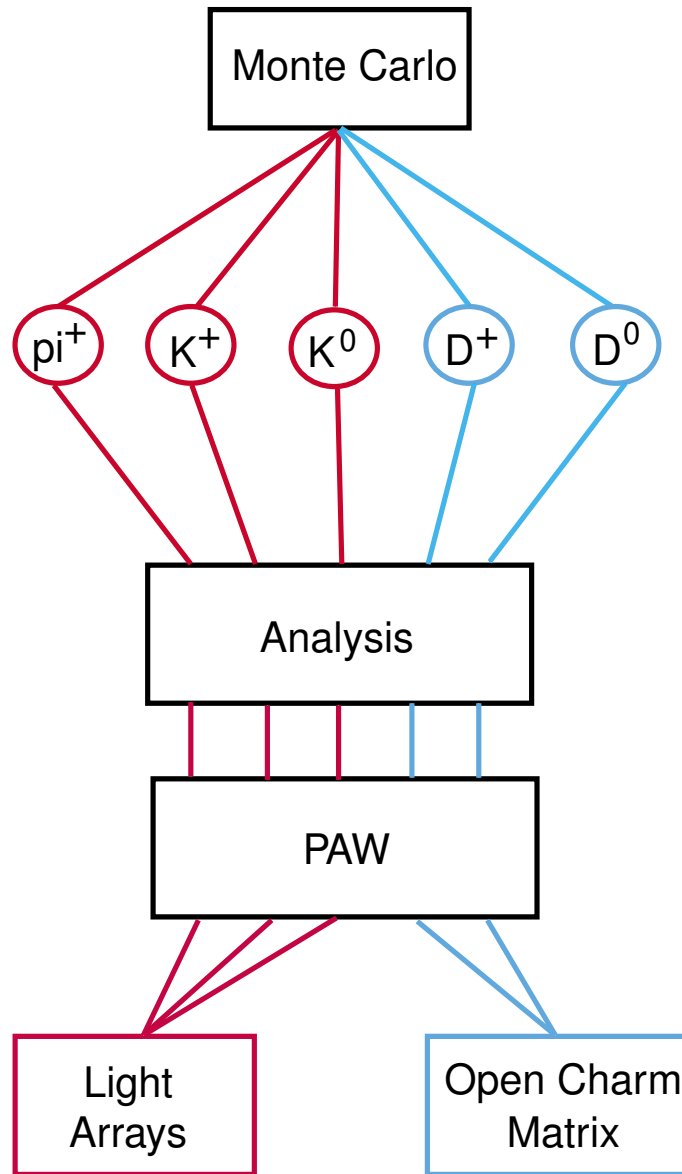 Monte Carlo
pi⁺ K⁺ K⁰ D⁺ D⁰
Analysis
PAW
Light
Arrays
Open Charm
Matrix